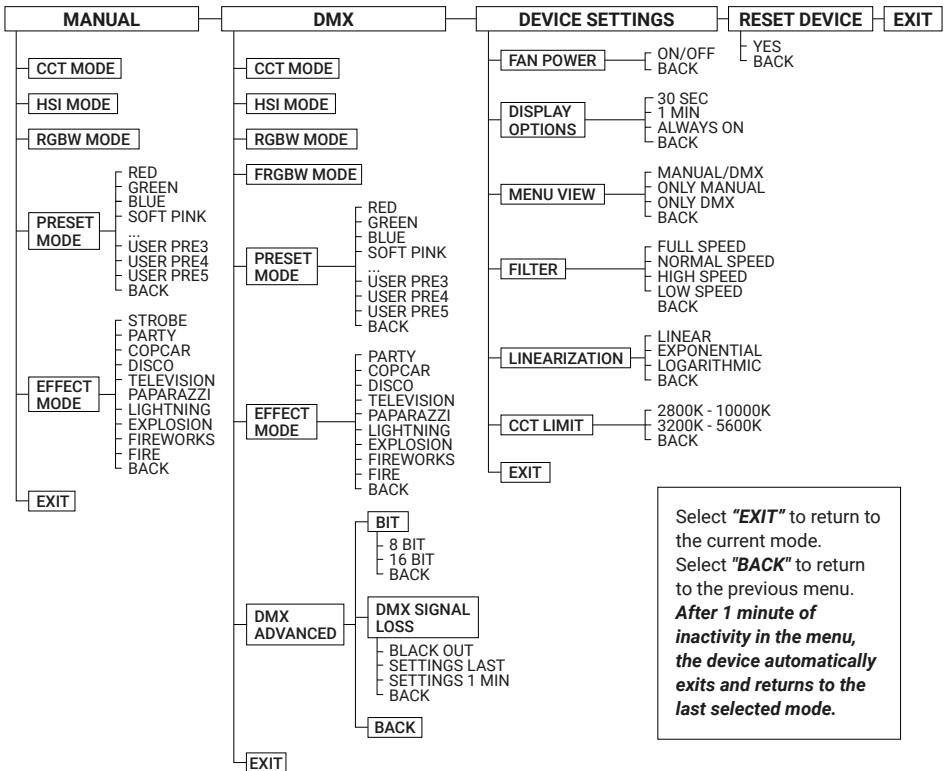 MANUAL
DMX
DEVICE SETTINGS
RESET DEVICE
EXIT
CCT MODE
HSI MODE
RGBW MODE
PRESET
MODE
RED
GREEN
BLUE
SOFT PINK
...
USER PRE3
USER PRE4
USER PRE5
BACK
EFFECT
MODE
STROBE
PARTY
COPCAR
DISCO
TELEVISION
PAPARAZZI
LIGHTNING
EXPLOSION
FIREWORKS
FIRE
BACK
EXIT
CCT MODE
HSI MODE
RGBW MODE
FRGBW MODE
PRESET
MODE
RED
GREEN
BLUE
SOFT PINK
...
USER PRE3
USER PRE4
USER PRE5
BACK
EFFECT
MODE
PARTY
COPCAR
DISCO
TELEVISION
PAPARAZZI
LIGHTNING
EXPLOSION
FIREWORKS
FIRE
BACK
DMX
ADVANCED
BIT
8 BIT
16 BIT
BACK
DMX SIGNAL
LOSS
BLACK OUT
SETTINGS LAST
SETTINGS 1 MIN
BACK
BACK
EXIT
FAN POWER
ON/OFF
BACK
DISPLAY
OPTIONS
30 SEC
1 MIN
ALWAYS ON
BACK
MENU VIEW
MANUAL/DMX
ONLY MANUAL
ONLY DMX
BACK
FILTER
FULL SPEED
NORMAL SPEED
HIGH SPEED
LOW SPEED
BACK
LINEARIZATION
LINEAR
EXPONENTIAL
LOGARITHMIC
BACK
CCT LIMIT
2800K - 10000K
3200K - 5600K
BACK
EXIT
YES
BACK
Select “EXIT” to return to
the current mode.
Select "BACK" to return
to the previous menu.
After 1 minute of
inactivity in the menu,
the device automatically
exits and returns to the
last selected mode.